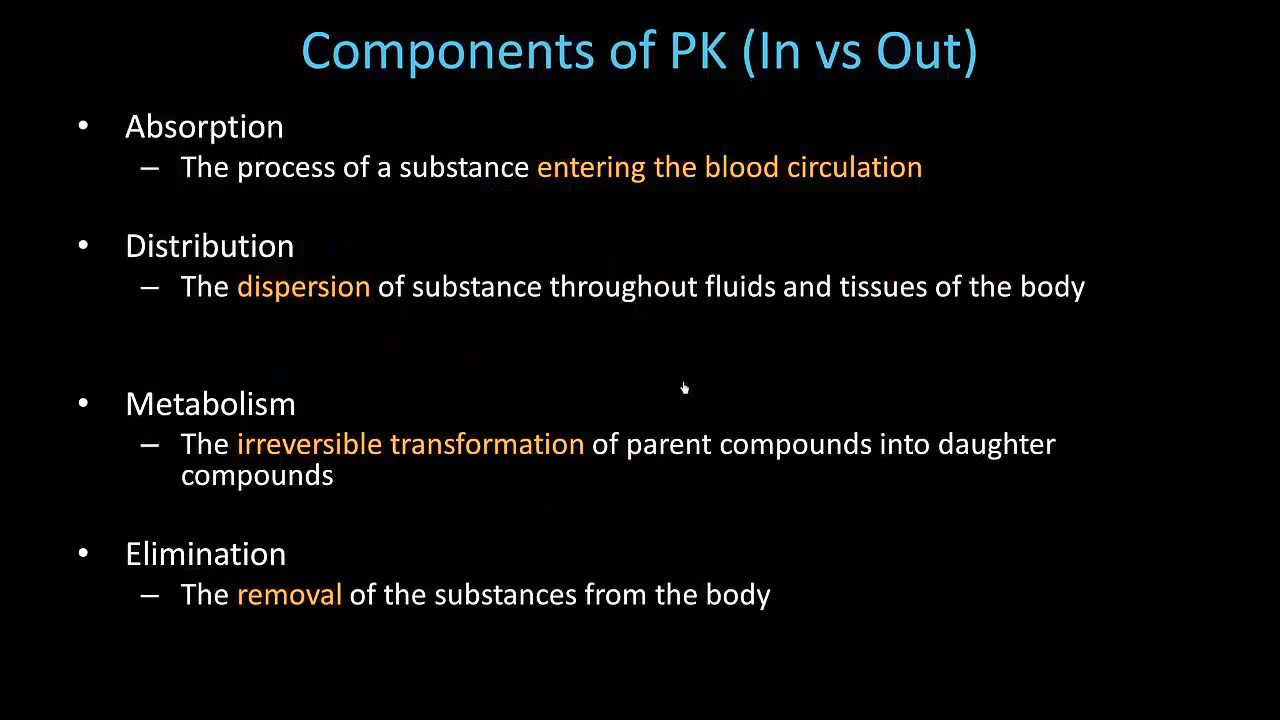 Components of PK (In vs Out)
• Absorption
– The process of a substance entering the blood circulation
• Distribution
– The dispersion of substance throughout fluids and tissues of the body
• Metabolism
– The irreversible transformation of parent compounds into daughter
compounds
• Elimination
– The removal of the substances from the body